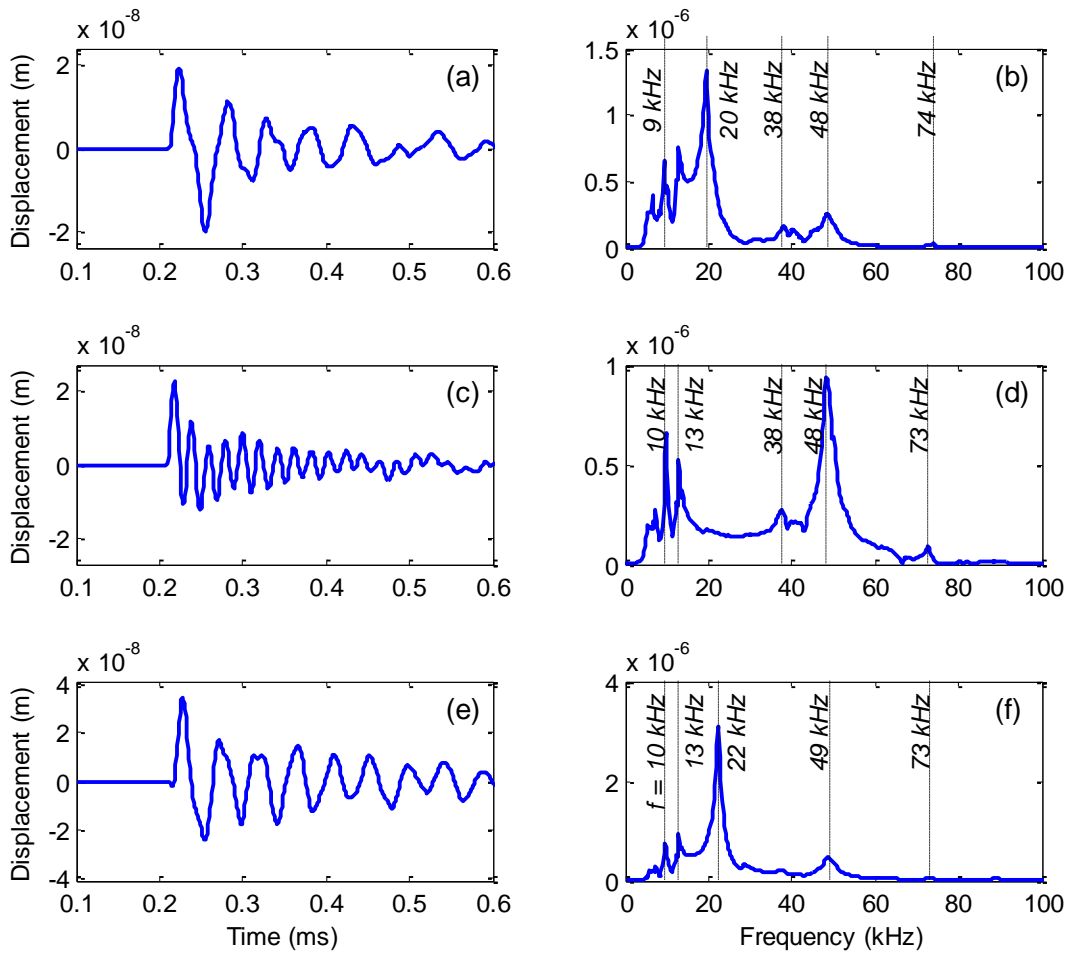 x 10^-8
Displacement (m)
2
0
-2
(a)
0.1 0.2 0.3 0.4 0.5 0.6
x 10^-6
1.5
1
0.5
0
9 kHz
20 kHz
38 kHz
48 kHz
74 kHz
(b)
0 20 40 60 80 100
x 10^-8
Displacement (m)
2
0
-2
(c)
0.1 0.2 0.3 0.4 0.5 0.6
x 10^-6
1
0.5
0
10 kHz
13 kHz
38 kHz
48 kHz
73 kHz
(d)
0 20 40 60 80 100
x 10^-8
Displacement (m)
4
2
0
-2
-4
(e)
0.1 0.2 0.3 0.4 0.5 0.6
Time (ms)
x 10^-6
4
2
0
f = 10 kHz
13 kHz
22 kHz
49 kHz
73 kHz
(f)
0 20 40 60 80 100
Frequency (kHz)